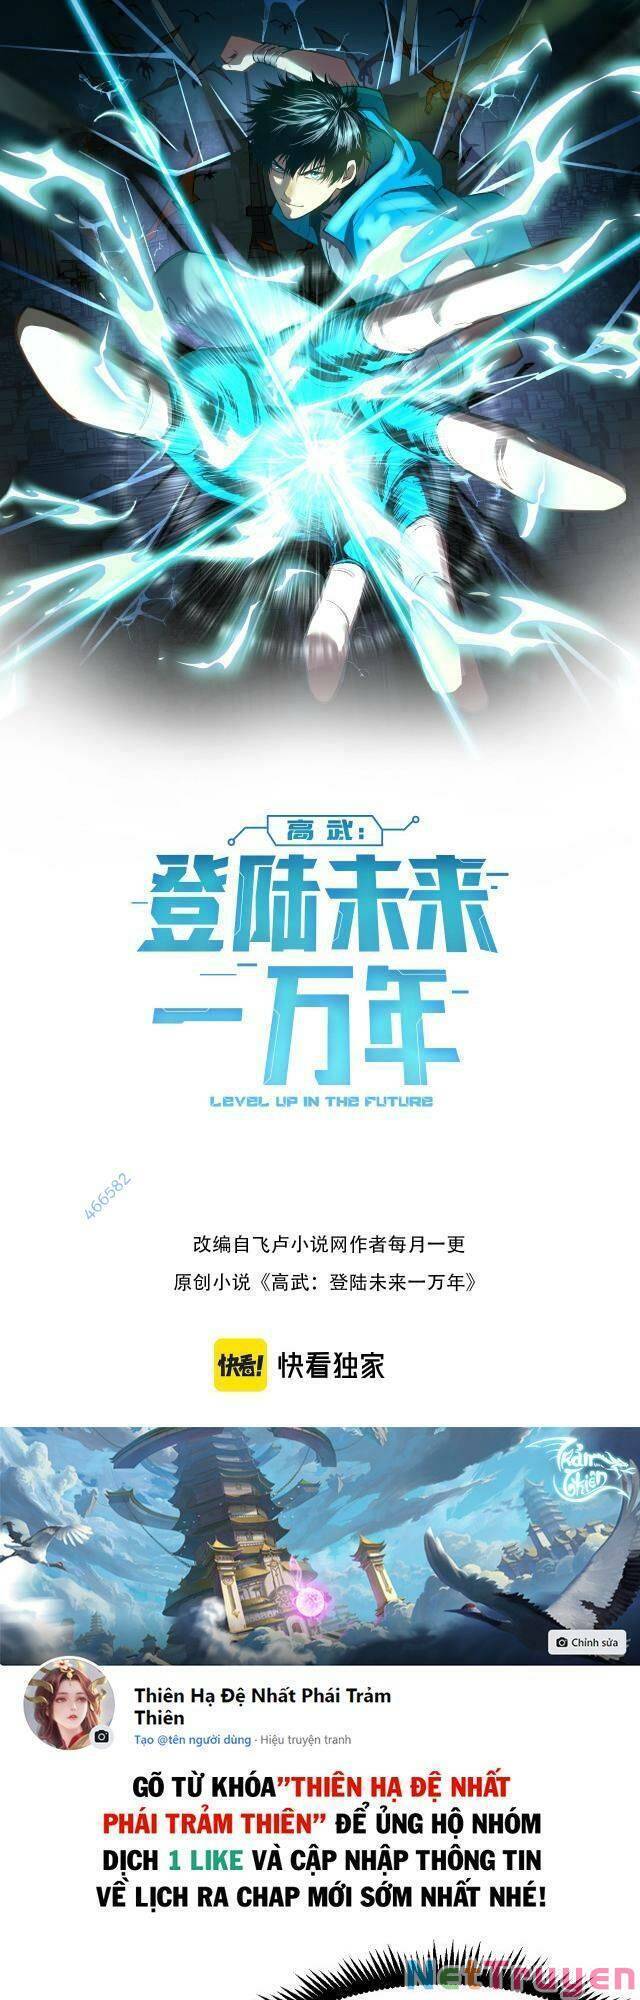 高武：
登陆未来
一万年
LEVEL UP IN THE FUTURE
466582
改编自飞卢小说网作者每月一更
原创小说《高武：登陆未来一万年》
快看! 快看独家
Trảm
Thiên
Chỉnh sửa
Thiên Hạ Đệ Nhất Phái Trảm
Thiên
Tạo @tên người dùng · Hiệu truyện tranh
GÕ TỪ KHÓA"THIÊN HẠ ĐỆ NHẤT
PHÁI TRẢM THIÊN" ĐỂ ỦNG HỘ NHÓM
DỊCH 1 LIKE VÀ CẬP NHẬP THÔNG TIN
VỀ LỊCH RA CHAP MỚI SỚM NHẤT NHÉ!
NetTruyen